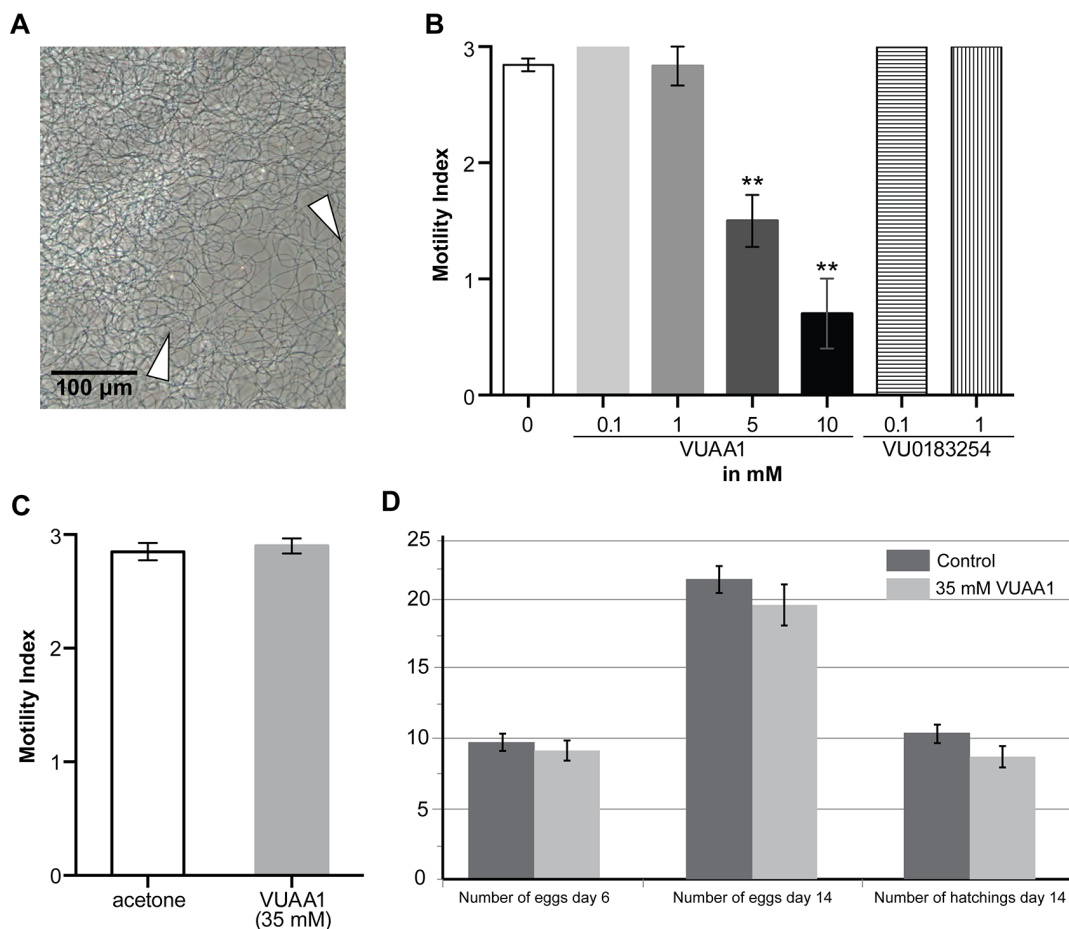 A
100 µm
B
Motility Index
3
2
1
0
**
**
0 0.1 1 5 10 0.1 1
VUAA1 VU0183254
in mM
C
Motility Index
3
2
1
0
acetone VUAA1
(35 mM)
D
25
20
15
10
5
0
Control
35 mM VUAA1
Number of eggs day 6 Number of eggs day 14 Number of hatchings day 14